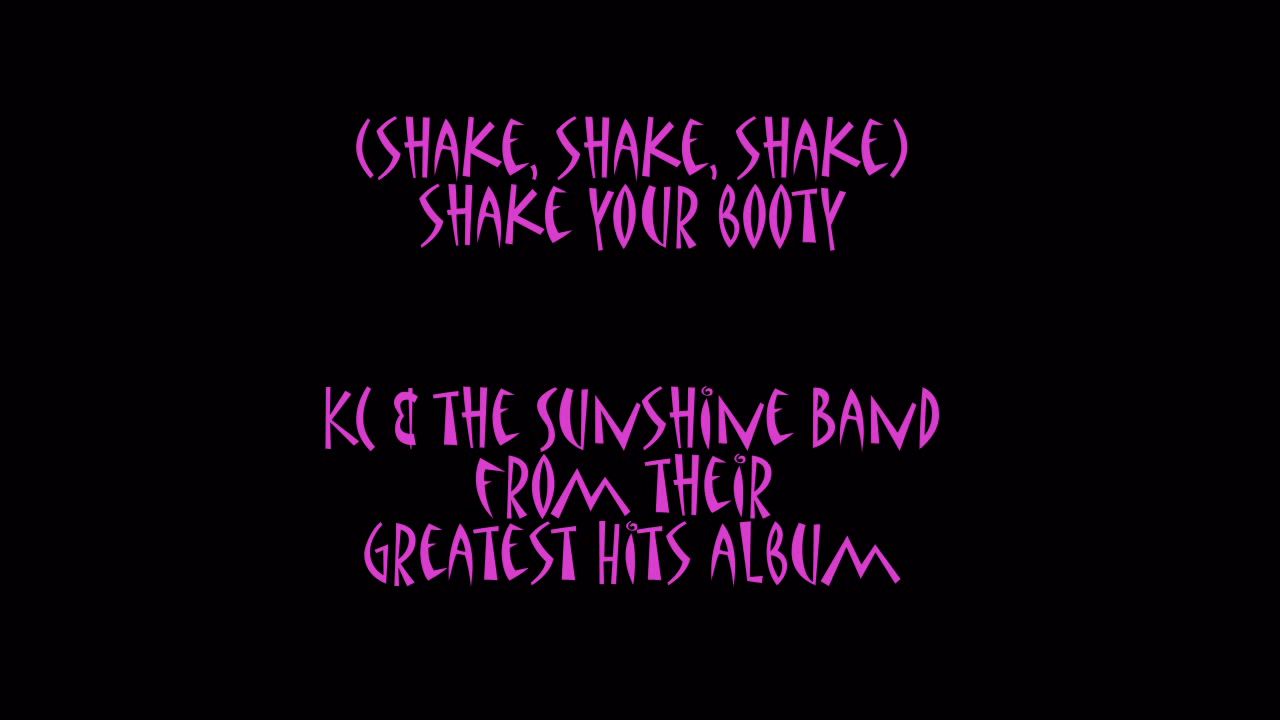 (SHAKE, SHAKE, SHAKE)
SHAKE YOUR BOOTY
KC & THE SUNSHiNE BAND
FROM THEiR
GREATEST HiTS ALBUM